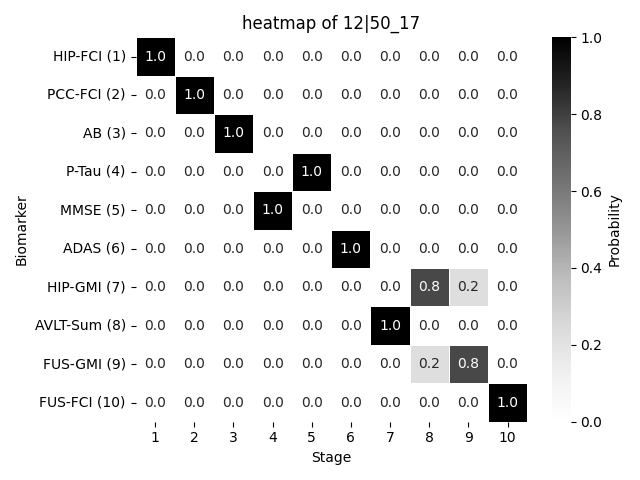 heatmap of 12|50_17
HIP-FCI (1) 1.0 0.0 0.0 0.0 0.0 0.0 0.0 0.0 0.0 0.0
PCC-FCI (2) 0.0 1.0 0.0 0.0 0.0 0.0 0.0 0.0 0.0 0.0
AB (3) 0.0 0.0 1.0 0.0 0.0 0.0 0.0 0.0 0.0 0.0
P-Tau (4) 0.0 0.0 0.0 0.0 1.0 0.0 0.0 0.0 0.0 0.0
MMSE (5) 0.0 0.0 0.0 1.0 0.0 0.0 0.0 0.0 0.0 0.0
ADAS (6) 0.0 0.0 0.0 0.0 0.0 1.0 0.0 0.0 0.0 0.0
HIP-GMI (7) 0.0 0.0 0.0 0.0 0.0 0.0 0.0 0.8 0.2 0.0
AVLT-Sum (8) 0.0 0.0 0.0 0.0 0.0 0.0 1.0 0.0 0.0 0.0
FUS-GMI (9) 0.0 0.0 0.0 0.0 0.0 0.0 0.0 0.2 0.8 0.0
FUS-FCI (10) 0.0 0.0 0.0 0.0 0.0 0.0 0.0 0.0 0.0 1.0
1 2 3 4 5 6 7 8 9 10
Stage
Biomarker
1.0
0.8
0.6
0.4
0.2
0.0
Probability